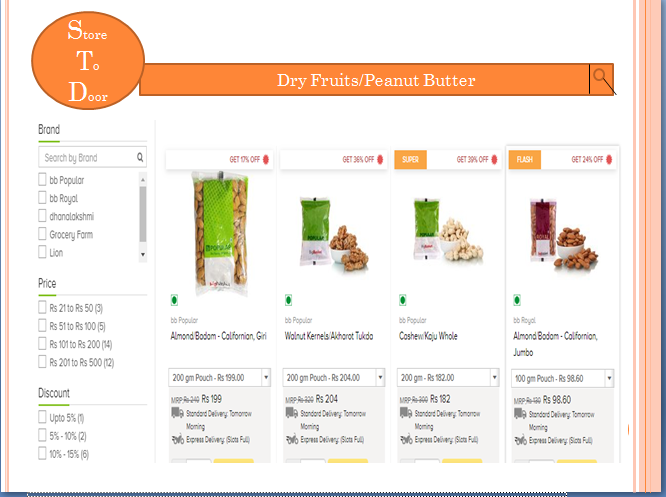 Store
To
Door
Dry Fruits/Peanut Butter
Brand
Search by Brand
bb Popular
bb Royal
dhanalakshmi
Grocery Farm
Lion
Price
Rs 21 to Rs 50 (3)
Rs 51 to Rs 100 (5)
Rs 101 to Rs 200 (14)
Rs 201 to Rs 500 (12)
Discount
Upto 5% (1)
5% - 10% (2)
10% - 15% (6)
GET 17% OFF
bb Popular
Almond/Badam - Californian, Giri
200 gm Pouch - Rs 199.00
MRP Rs 240 Rs 199
Standard Delivery: Tomorrow
Morning
Express Delivery: (Slots Full)
GET 36% OFF
bb Popular
Walnut Kernels/Akhorot Tukda
200 gm Pouch - Rs 204.00
MRP Rs 320 Rs 204
Standard Delivery: Tomorrow
Morning
Express Delivery: (Slots Full)
SUPER
GET 39% OFF
bb Popular
Cashew/Kaju Whole
200 gm - Rs 182.00
MRP Rs 300 Rs 182
Standard Delivery: Tomorrow
Morning
Express Delivery: (Slots Full)
FLASH
GET 24% OFF
bb Royal
Almond/Badam - Californian,
Jumbo
100 gm Pouch - Rs 98.60
MRP Rs 130 Rs 98.60
Standard Delivery: Tomorrow
Morning
Express Delivery: (Slots Full)